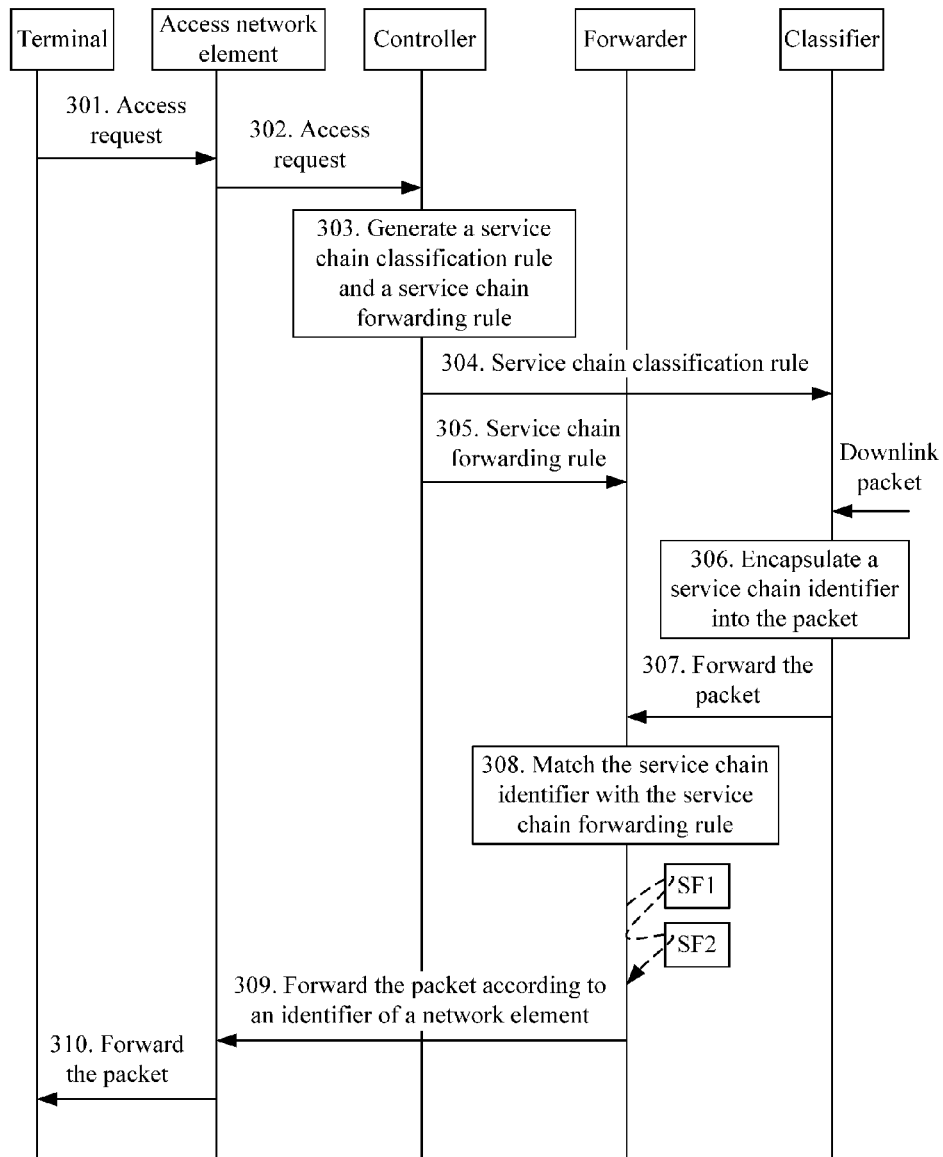 Terminal
Access network
element
Controller
Forwarder
Classifier
301. Access
request
302. Access
request
303. Generate a service
chain classification rule
and a service chain
forwarding rule
304. Service chain classification rule
305. Service chain
forwarding rule
Downlink
packet
306. Encapsulate a
service chain identifier
into the packet
307. Forward the
packet
308. Match the service chain
identifier with the service
chain forwarding rule
SF1
SF2
309. Forward the packet according to
an identifier of a network element
310. Forward
the packet